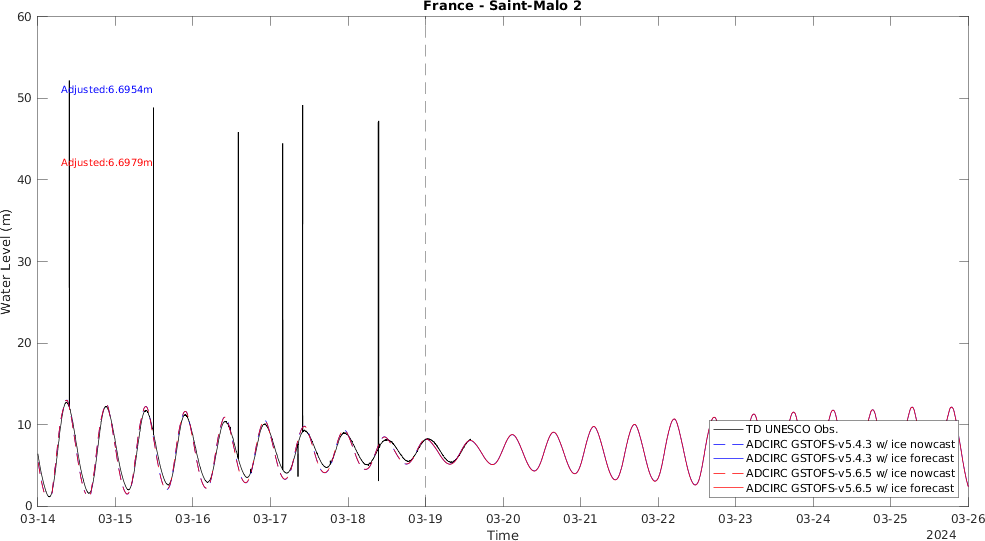 France - Saint-Malo 2
60
50
40
30
20
10
0
Water Level (m)
Adjusted:6.6954m
Adjusted:6.6979m
TD UNESCO Obs.
ADCIRC GSTOFS-v5.4.3 w/ ice nowcast
ADCIRC GSTOFS-v5.4.3 w/ ice forecast
ADCIRC GSTOFS-v5.6.5 w/ ice nowcast
ADCIRC GSTOFS-v5.6.5 w/ ice forecast
03-14 03-15 03-16 03-17 03-18 03-19 03-20 03-21 03-22 03-23 03-24 03-25 03-26
Time
2024